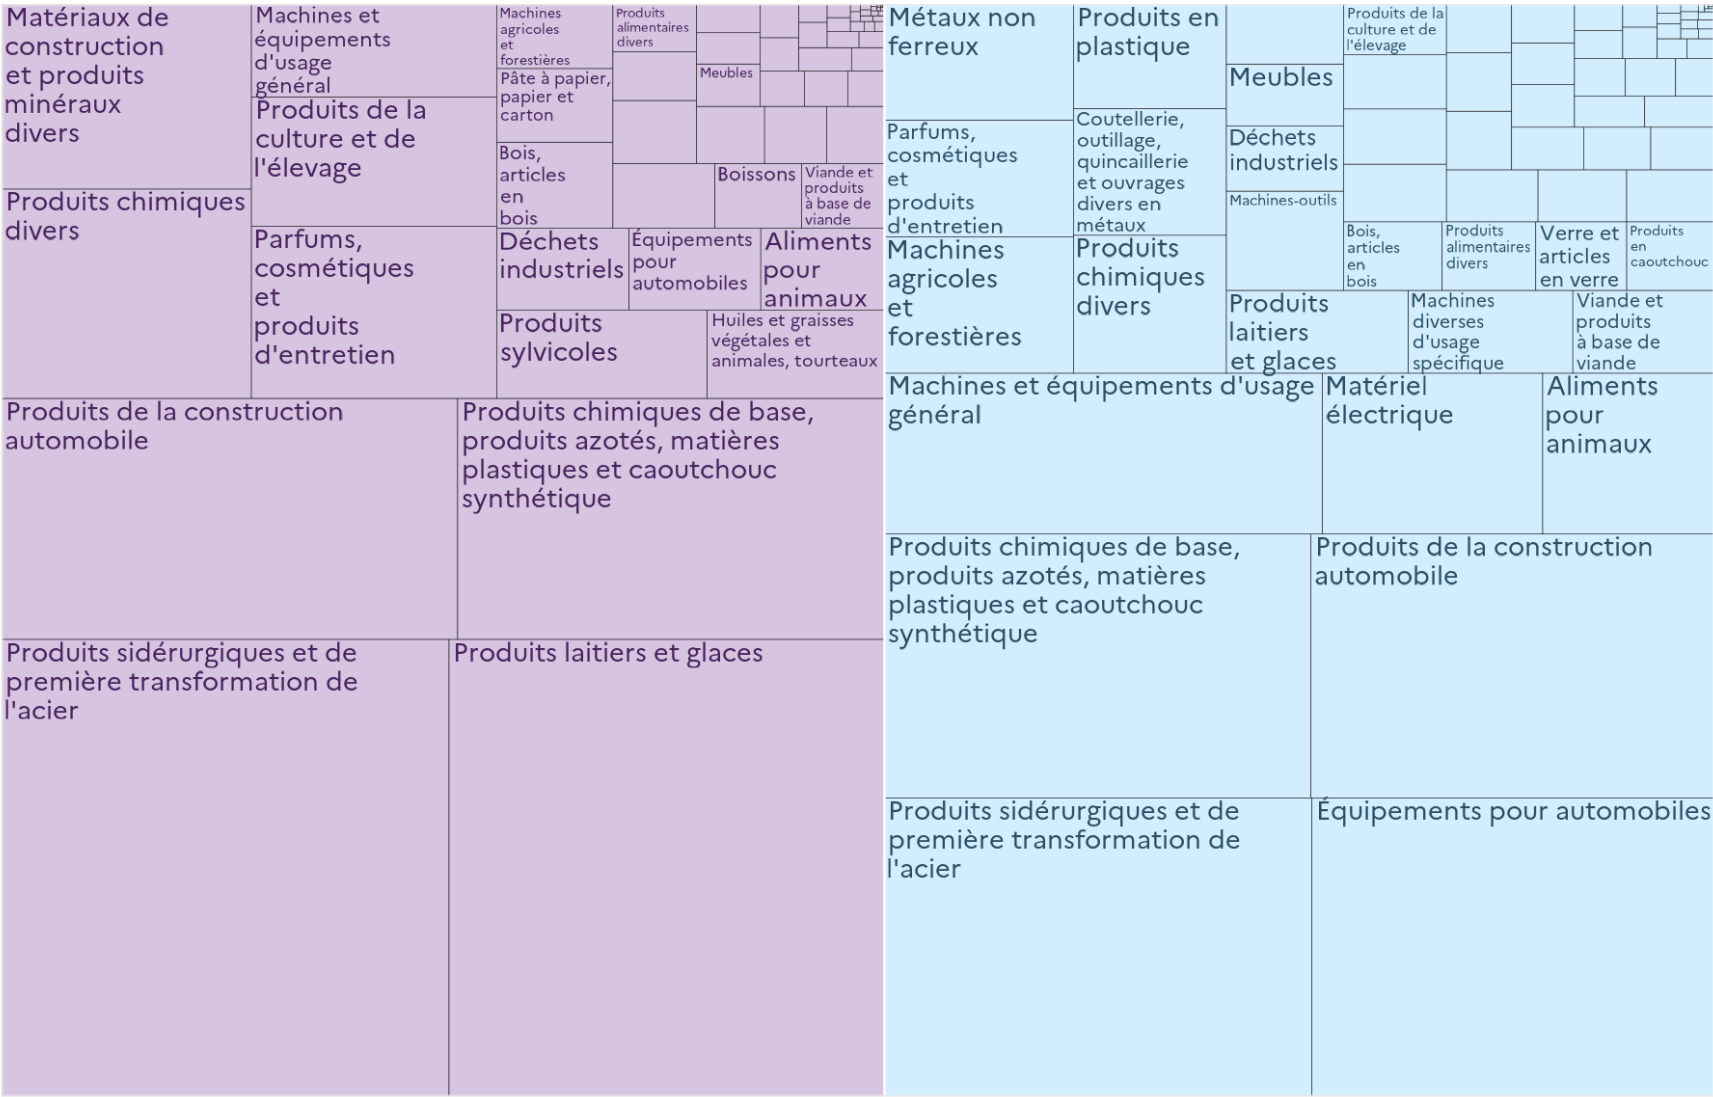 Matériaux de
construction
et produits
minéraux
divers
Produits chimiques
divers
Machines et
équipements
d'usage
général
Produits de la
culture et de
l'élevage
Parfums,
cosmétiques
et
produits
d'entretien
Machines
agricoles
et
forestières
Pâte à papier,
papier et
carton
Bois,
articles
en
bois
Produits
alimentaires
divers
Meubles
Boissons
Viande et
produits
à base de
viande
Déchets
industriels
Équipements
pour
automobiles
Aliments
pour
animaux
Produits
sylvicoles
Huiles et graisses
végétales et
animales, tourteaux
Produits de la construction
automobile
Produits chimiques de base,
produits azotés, matières
plastiques et caoutchouc
synthétique
Produits sidérurgiques et de
première transformation de
l'acier
Produits laitiers et glaces
Métaux non
ferreux
Parfums,
cosmétiques
et
produits
d'entretien
Machines
agricoles
et
forestières
Produits en
plastique
Coutellerie,
outillage,
quincaillerie
et ouvrages
divers en
métaux
Produits
chimiques
divers
Meubles
Déchets
industriels
Machines-outils
Produits de la
culture et de
l'élevage
Bois,
articles
en
bois
Produits
alimentaires
divers
Verre et
articles
en verre
Produits
en
caoutchouc
Produits
laitiers
et glaces
Machines
diverses
d'usage
spécifique
Viande et
produits
à base de
viande
Machines et équipements d'usage
général
Matériel
électrique
Aliments
pour
animaux
Produits chimiques de base,
produits azotés, matières
plastiques et caoutchouc
synthétique
Produits de la construction
automobile
Produits sidérurgiques et de
première transformation de
l'acier
Équipements pour automobiles